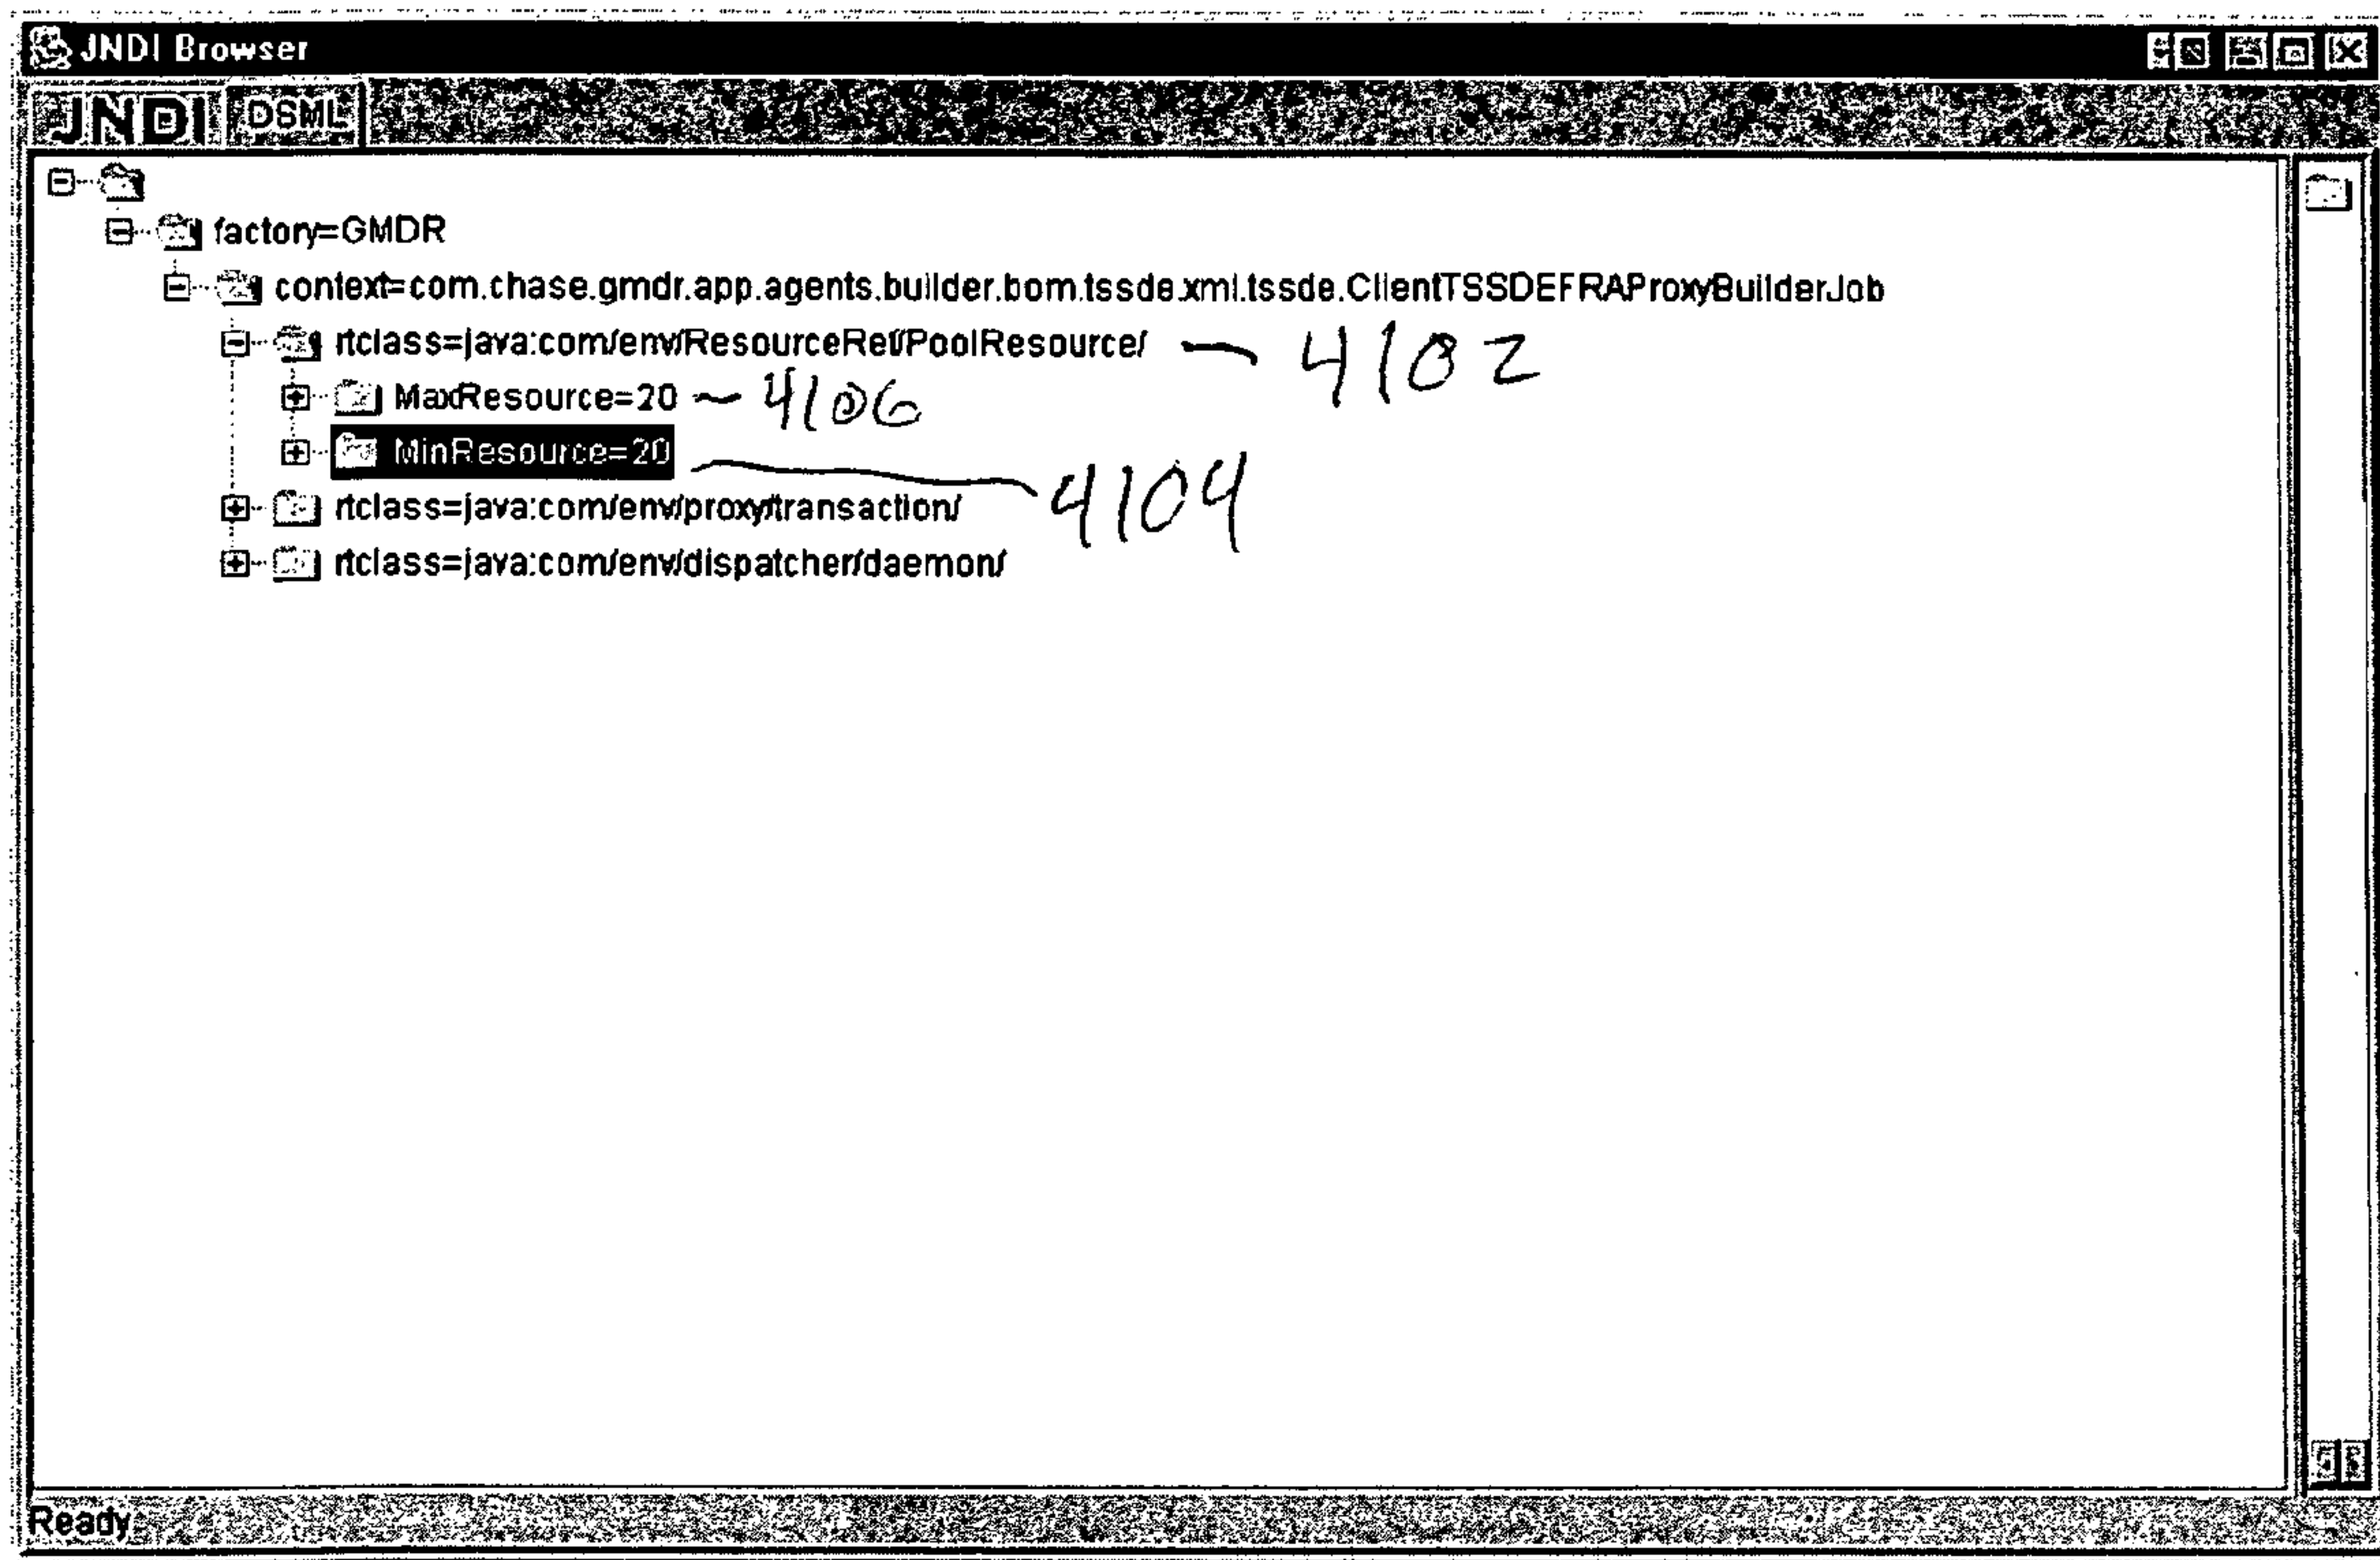 JNDI Browser
JNDI DSML
factory=GMDR
context=com.chase.gmdr.app.agents.builder.bom.tssde.xml.tssde.ClientTSSDEFRAProxyBuilderJob
rtclass=java:com/env/ResourceRef/PoolResource/ 4102
MaxResource=20 4106
MinResource=20 4104
rtclass=java:com/env/proxy/transaction/
rtclass=java:com/env/dispatcher/daemon/
Ready